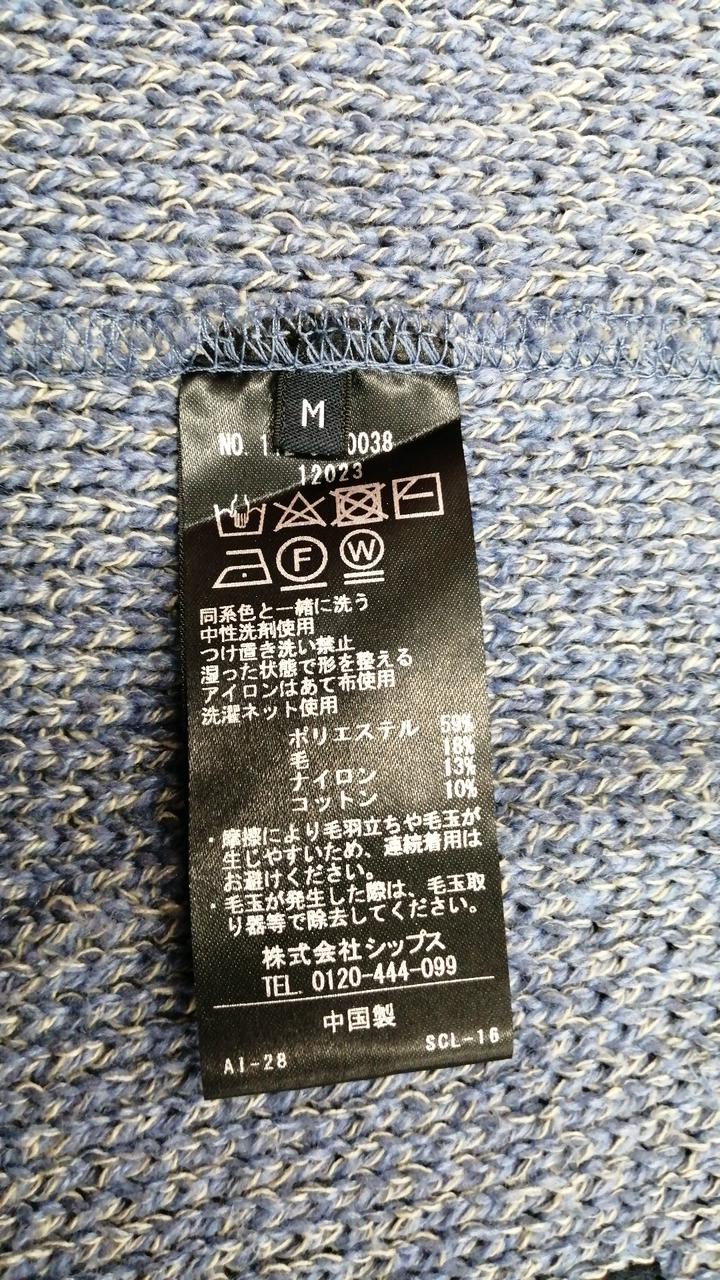 M
NO. 0038
12023
F W
同系色と一緒に洗う
中性洗剤使用
つけ置き洗い禁止
湿った状態で形を整える
アイロンはあて布使用
洗濯ネット使用
ポリエステル 59%
毛 18%
ナイロン 13%
コットン 10%
・摩擦により毛羽立ちや毛玉が
生じやすいため、連続着用は
お避けください。
・毛玉が発生した際は、毛玉取
り器等で除去してください。
株式会社シップス
TEL. 0120-444-099
中国製
AI-28 SCL-16